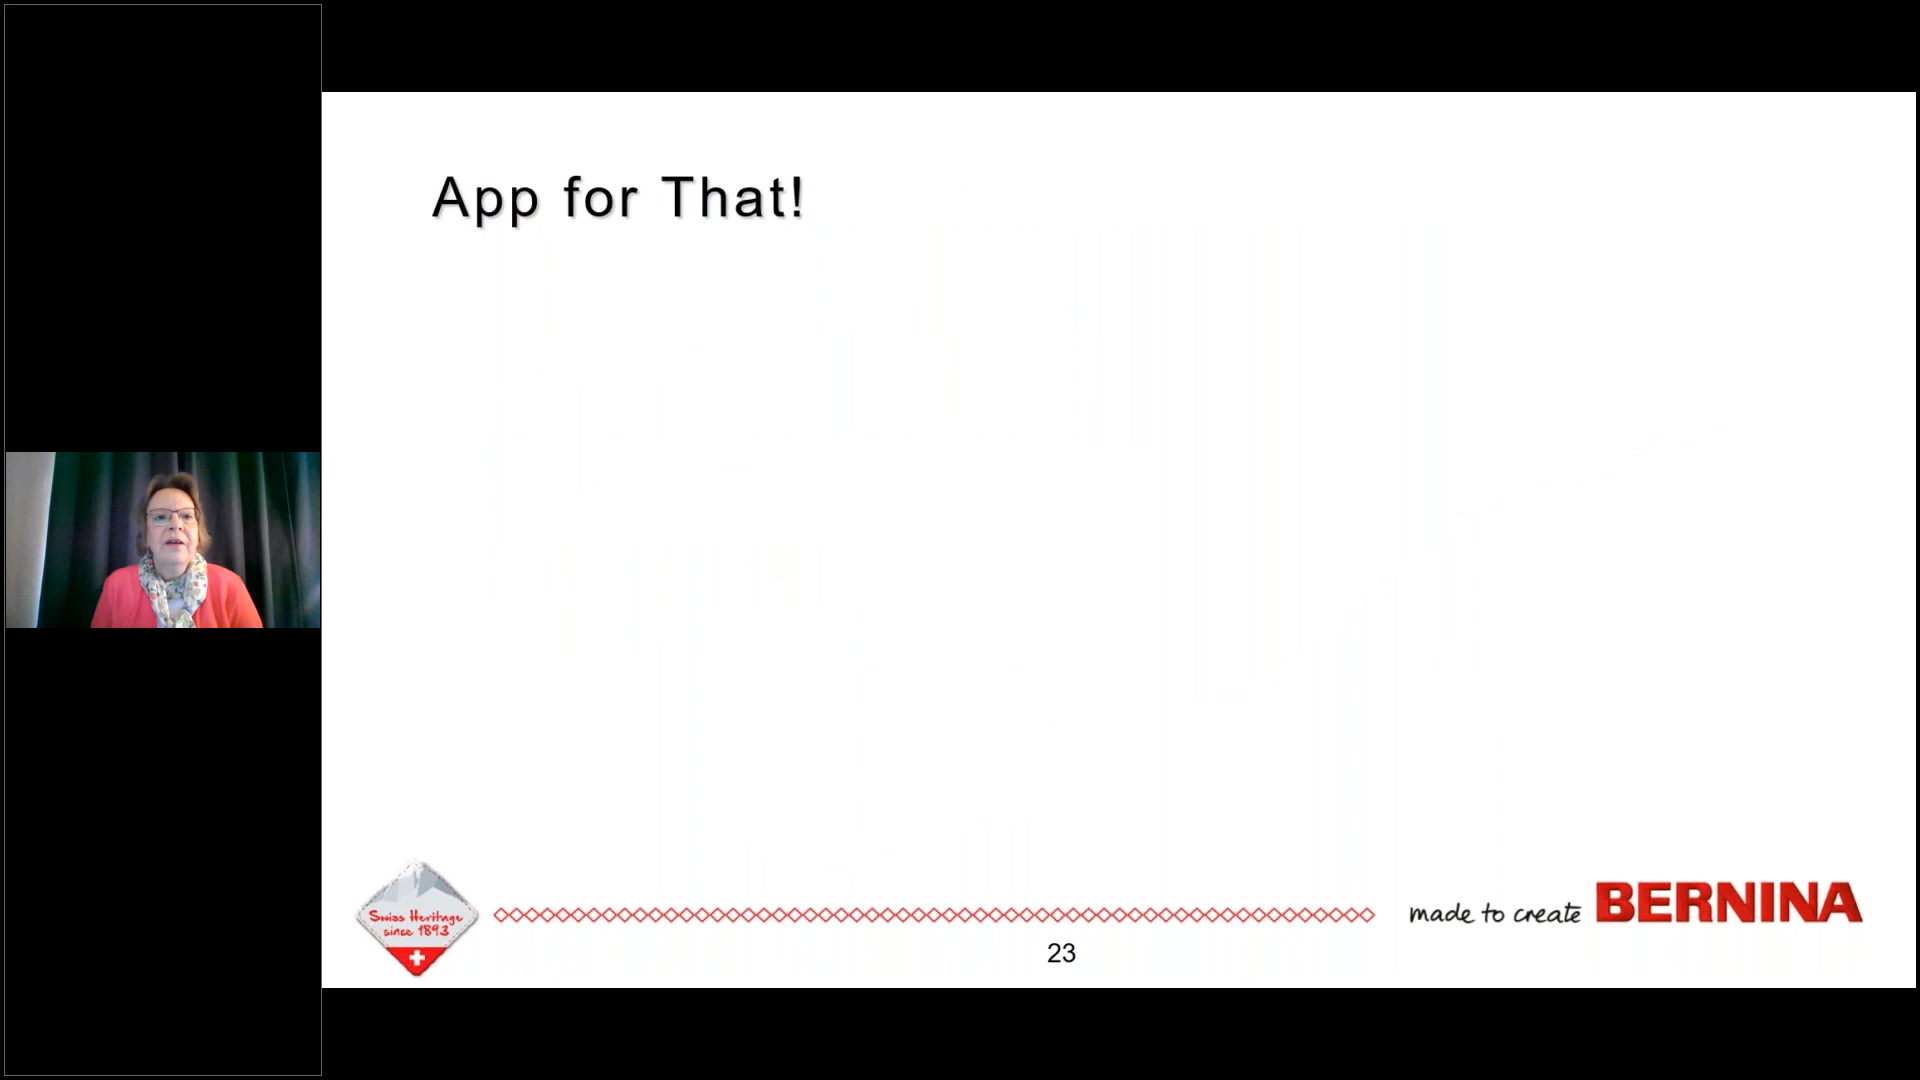 App for That!
Swiss Heritage
since 1893
made to create BERNINA
23